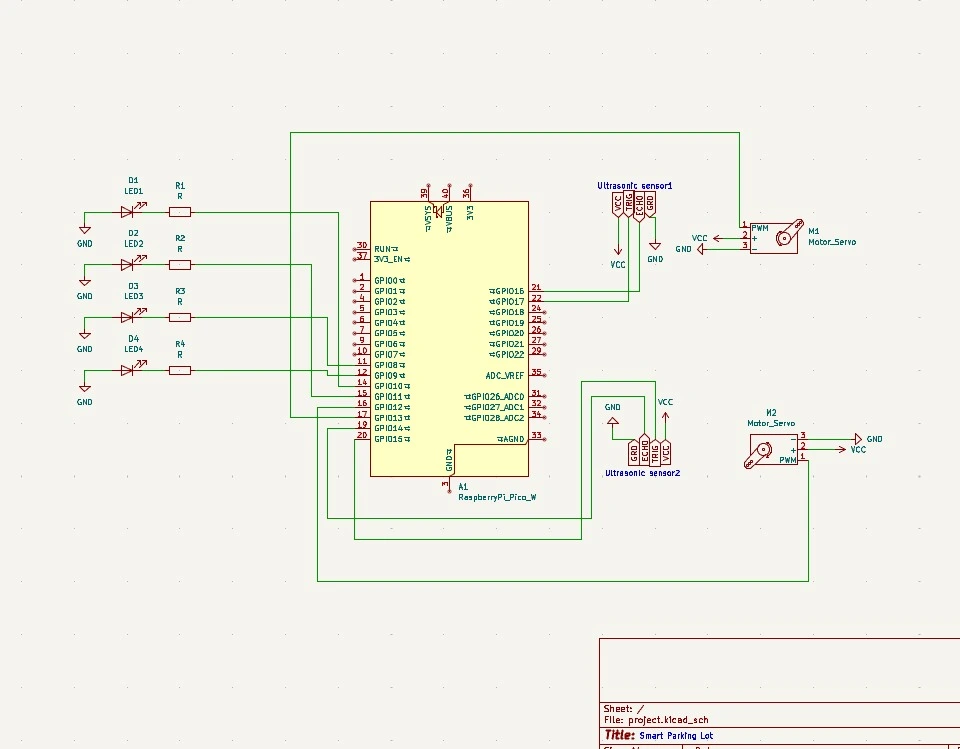 D1
LED1
R1
R
GND
D2
LED2
R2
R
GND
D3
LED3
R3
R
GND
D4
LED4
R4
R
GND
39
40
36
VSYS
VBUS
3V3
30 RUN
37 3V3_EN
1 GPIO0
2 GPIO1
4 GPIO2
5 GPIO3
6 GPIO4
7 GPIO5
9 GPIO6
10 GPIO7
11 GPIO8
12 GPIO9
14 GPIO10
15 GPIO11
16 GPIO12
17 GPIO13
19 GPIO14
20 GPIO15
GPIO16 21
GPIO17 22
GPIO18 24
GPIO19 25
GPIO20 26
GPIO21 27
GPIO22 29
ADC_VREF 35
GPIO26_ADC0 31
GPIO27_ADC1 32
GPIO28_ADC2 34
AGND 33
GND
3
A1
RaspberryPi_Pico_W
Ultrasonic sensor1
VCC
TRIG
ECHO
GRD
VCC
GND
1 PWM
VCC 2 +
GND 3 -
M1
Motor_Servo
GND
VCC
GRD
ECHO
TRIG
VCC
Ultrasonic sensor2
M2
Motor_Servo
- 3 GND
+ 2 VCC
PWM 1
Sheet: /
File: project.kicad_sch
Title: Smart Parking Lot